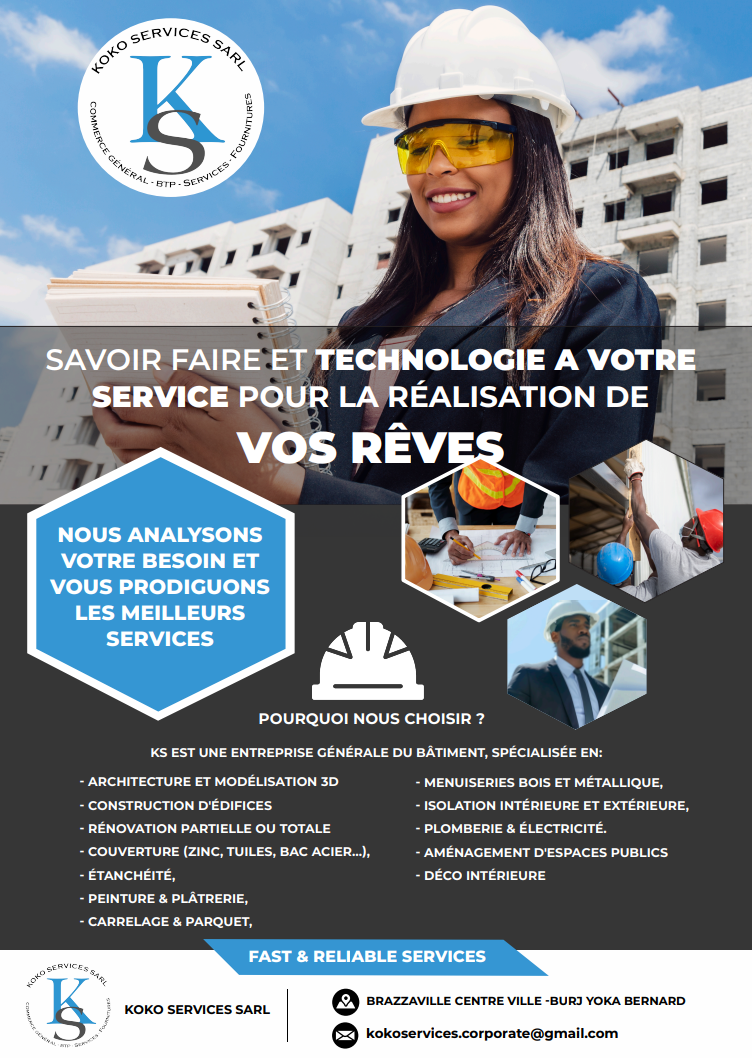 KOKO SERVICES SARL
KS
COMMERCE GÉNÉRAL - BTP - SERVICES - FOURNITURES
SAVOIR FAIRE ET TECHNOLOGIE A VOTRE
SERVICE POUR LA RÉALISATION DE
VOS RÊVES
NOUS ANALYSONS
VOTRE BESOIN ET
VOUS PRODIGUONS
LES MEILLEURS
SERVICES
POURQUOI NOUS CHOISIR ?
KS EST UNE ENTREPRISE GÉNÉRALE DU BÂTIMENT, SPÉCIALISÉE EN:
- ARCHITECTURE ET MODÉLISATION 3D
- CONSTRUCTION D'ÉDIFICES
- RÉNOVATION PARTIELLE OU TOTALE
- COUVERTURE (ZINC, TUILES, BAC ACIER...),
- ÉTANCHÉITÉ,
- PEINTURE & PLÂTRERIE,
- CARRELAGE & PARQUET,
- MENUISERIES BOIS ET MÉTALLIQUE,
- ISOLATION INTÉRIEURE ET EXTÉRIEURE,
- PLOMBERIE & ÉLECTRICITÉ.
- AMÉNAGEMENT D'ESPACES PUBLICS
- DÉCO INTÉRIEURE
FAST & RELIABLE SERVICES
KOKO SERVICES SARL
KS
COMMERCE GÉNÉRAL - BTP - SERVICES - FOURNITURES
KOKO SERVICES SARL
BRAZZAVILLE CENTRE VILLE -BURJ YOKA BERNARD
kokoservices.corporate@gmail.com